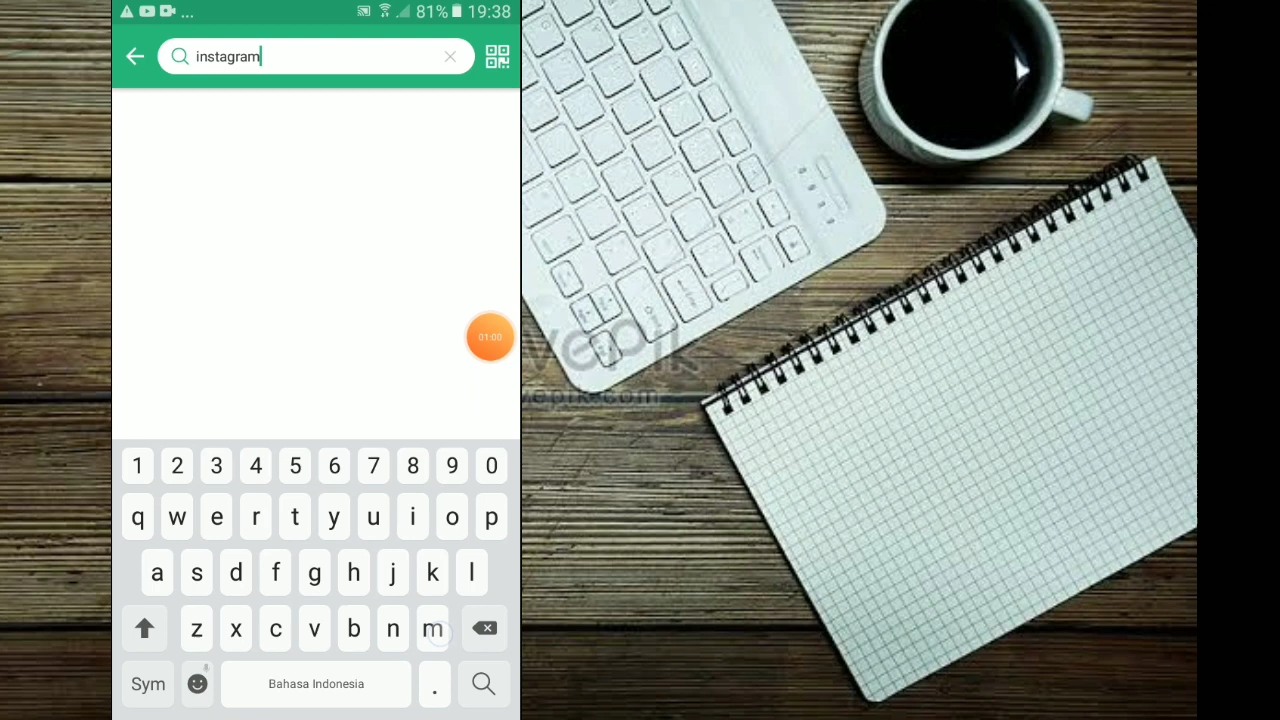 ... 81% 19:38
instagram
01:00
1 2 3 4 5 6 7 8 9 0
q w e r t y u i o p
a s d f g h j k l
z x c v b n m
Sym Bahasa Indonesia .